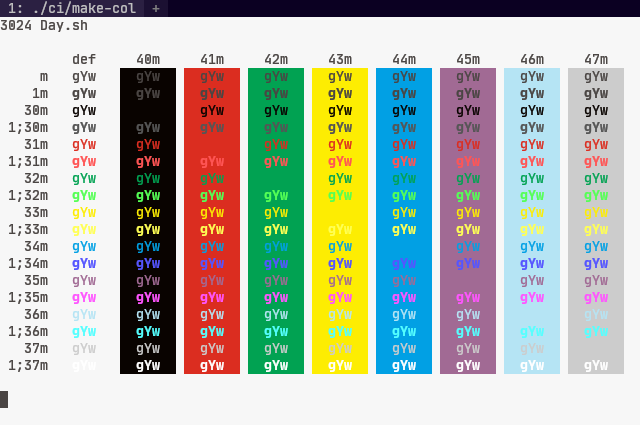 1: ./ci/make-col +
3024 Day.sh
def 40m 41m 42m 43m 44m 45m 46m 47m
m gYw gYw gYw gYw gYw gYw gYw gYw gYw
1m gYw gYw gYw gYw gYw gYw gYw gYw gYw
30m gYw gYw gYw gYw gYw gYw gYw gYw
1;30m gYw gYw gYw gYw gYw gYw gYw gYw gYw
31m gYw gYw gYw gYw gYw gYw gYw gYw
1;31m gYw gYw gYw gYw gYw gYw gYw gYw gYw
32m gYw gYw gYw gYw gYw gYw gYw gYw
1;32m gYw gYw gYw gYw gYw gYw gYw gYw gYw
33m gYw gYw gYw gYw gYw gYw gYw gYw
1;33m gYw gYw gYw gYw gYw gYw gYw gYw gYw
34m gYw gYw gYw gYw gYw gYw gYw gYw
1;34m gYw gYw gYw gYw gYw gYw gYw gYw gYw
35m gYw gYw gYw gYw gYw gYw gYw gYw
1;35m gYw gYw gYw gYw gYw gYw gYw gYw gYw
36m gYw gYw gYw gYw gYw gYw gYw gYw
1;36m gYw gYw gYw gYw gYw gYw gYw gYw gYw
37m gYw gYw gYw gYw gYw gYw gYw gYw
1;37m gYw gYw gYw gYw gYw gYw gYw gYw gYw